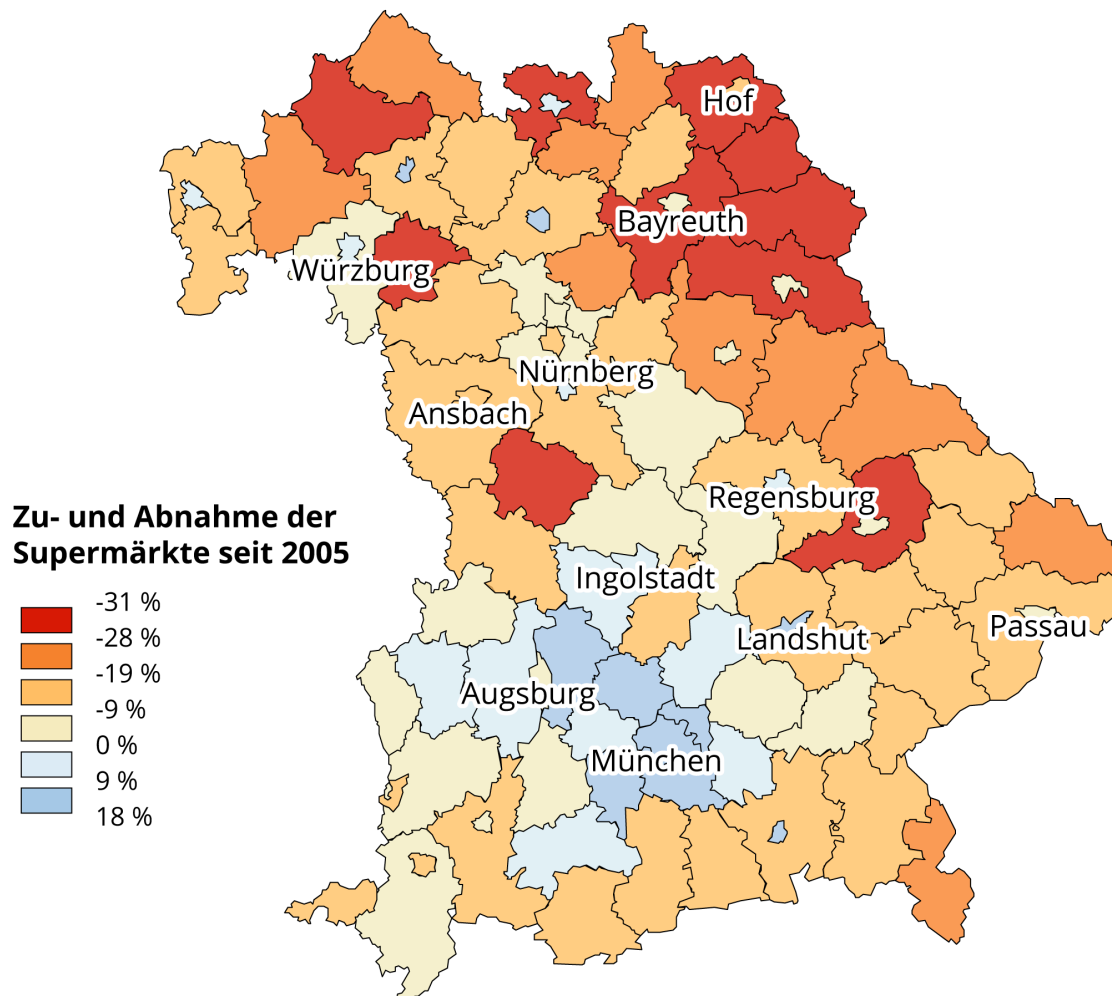 Hof
Bayreuth
Würzburg
Nürnberg
Ansbach
Regensburg
Zu- und Abnahme der
Supermärkte seit 2005
Ingolstadt
-31 %
-28 %
-19 %
-9 %
0 %
9 %
18 %
Landshut
Passau
Augsburg
München